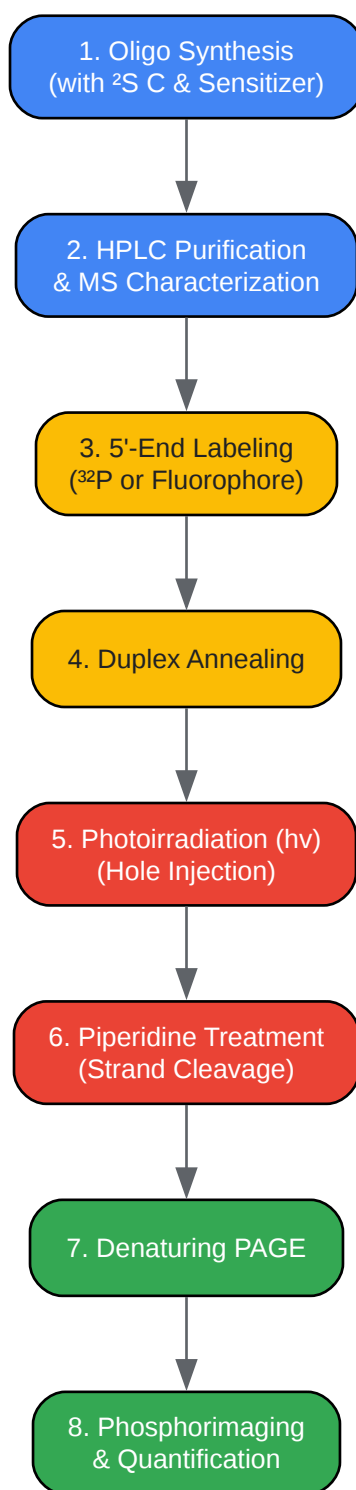 1. Oligo Synthesis
(with ²S C & Sensitizer)
2. HPLC Purification
& MS Characterization
3. 5'-End Labeling
(³²P or Fluorophore)
4. Duplex Annealing
5. Photoirradiation (hv)
(Hole Injection)
6. Piperidine Treatment
(Strand Cleavage)
7. Denaturing PAGE
8. Phosphorimaging
& Quantification